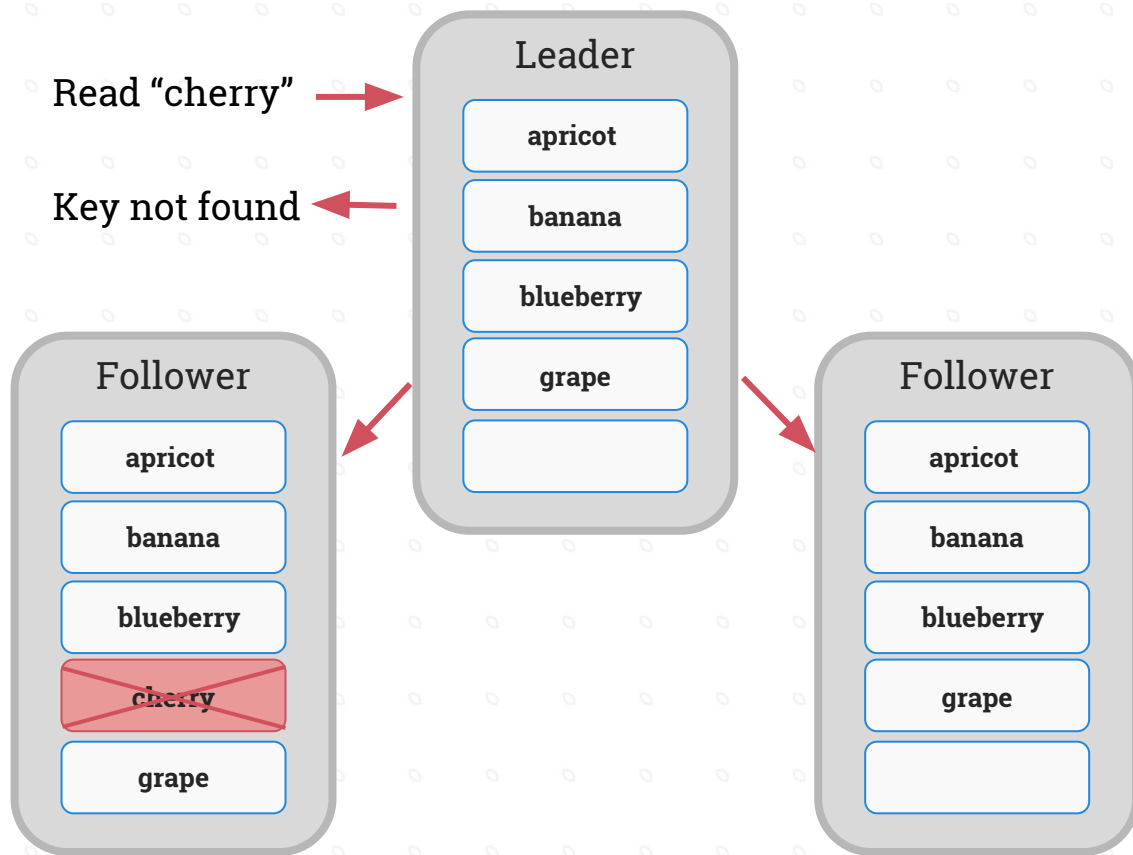 Leader
Read “cherry”
apricot
Key not found
banana
blueberry
grape
Follower
apricot
banana
blueberry
cherry
grape
Follower
apricot
banana
blueberry
grape